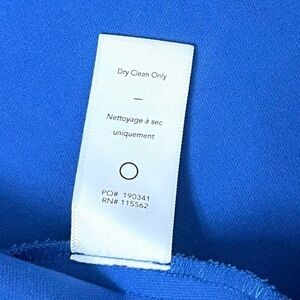 Dry Clean Only
—
Nettoyage à sec
uniquement
PO# 190341
RN# 115562